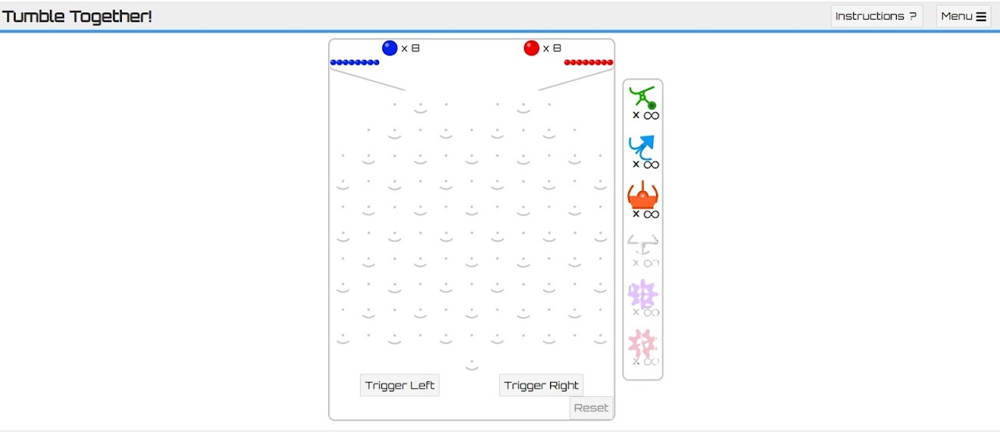 Tumble Together!
Instructions ?
Menu
x 8
x 8
x ∞
x ∞
x ∞
x ∞
x ∞
x ∞
Trigger Left
Trigger Right
Reset